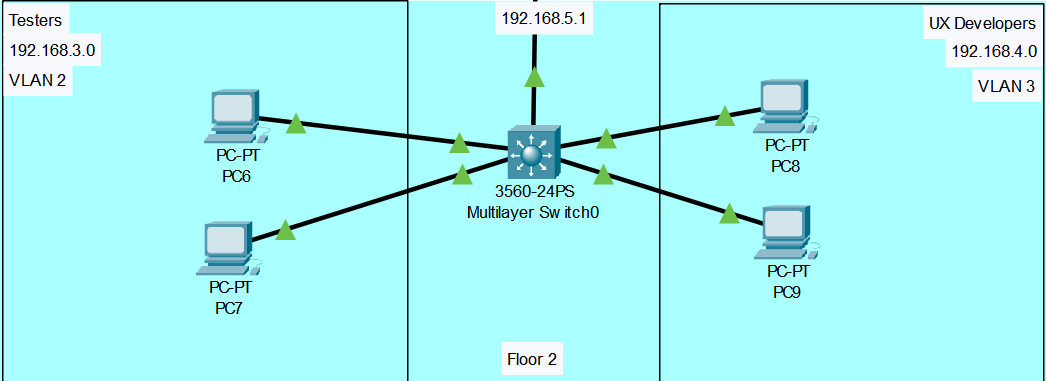 Testers
192.168.3.0
VLAN 2
192.168.5.1
UX Developers
192.168.4.0
VLAN 3
PC-PT
PC6
PC-PT
PC7
3560-24PS
Multilayer Switch0
PC-PT
PC8
PC-PT
PC9
Floor 2